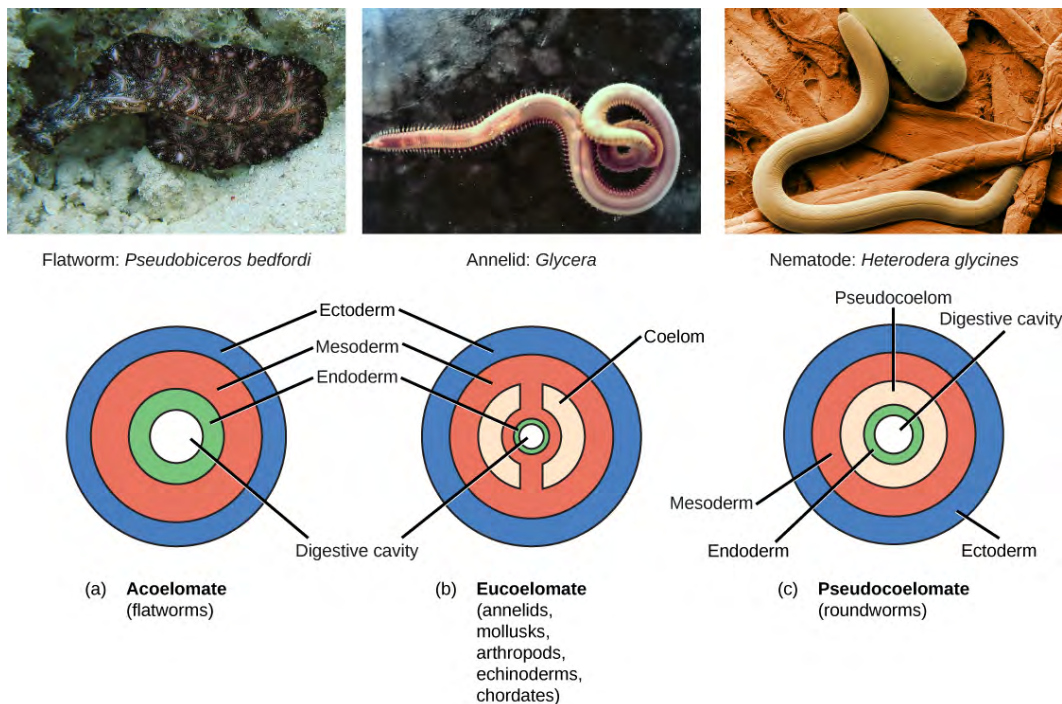 Flatworm: Pseudobiceros bedfordi
Annelid: Glycera
Nematode: Heterodera glycines
Ectoderm
Mesoderm
Endoderm
Digestive cavity
Coelom
Pseudocoelom
Digestive cavity
Mesoderm
Endoderm
Ectoderm
(a) Acoelomate
(flatworms)
(b) Eucoelomate
(annelids,
mollusks,
arthropods,
echinoderms,
chordates)
(c) Pseudocoelomate
(roundworms)